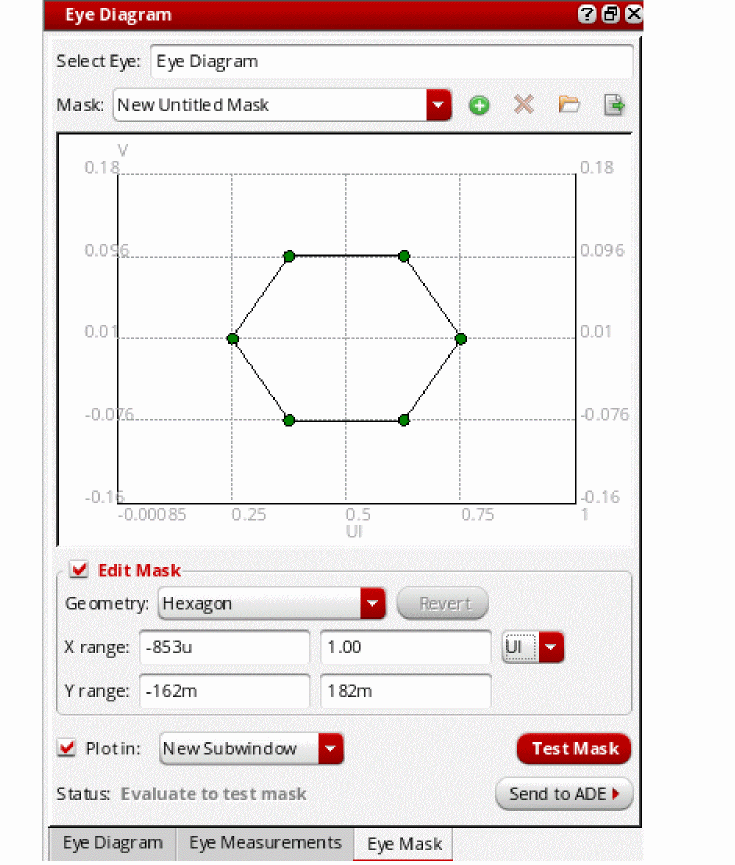 Eye Diagram
Select Eye: Eye Diagram
Mask: New Untitled Mask
V
0.18 0.18
0.096 0.096
0.01 0.01
-0.076 -0.076
-0.16 -0.16
-0.00085 0.25 0.5 0.75 1
UI
Edit Mask
Geometry: Hexagon Revert
X range: -853u 1.00 UI
Y range: -162m 182m
Plot in: New Subwindow Test Mask
Status: Evaluate to test mask Send to ADE
Eye Diagram Eye Measurements Eye Mask